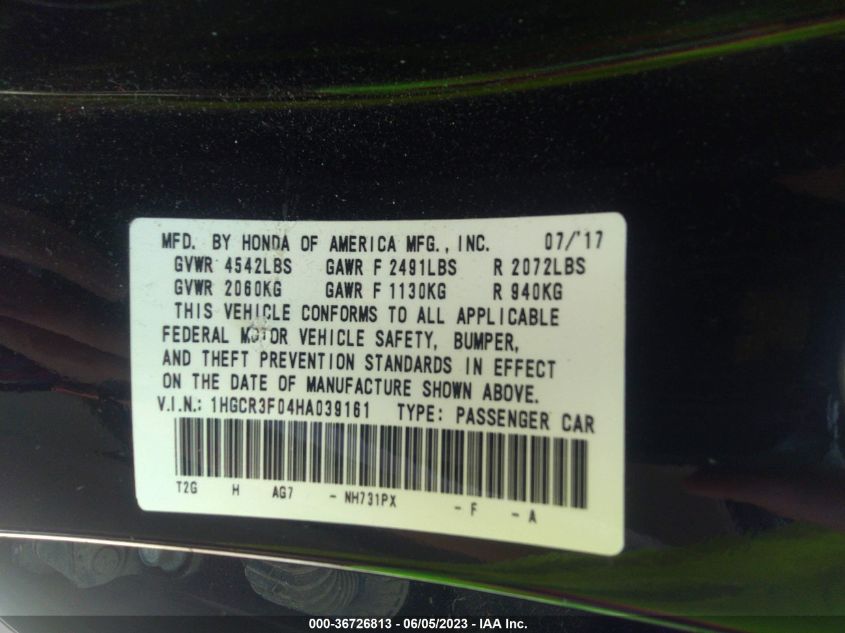 MFD. BY HONDA OF AMERICA MFG., INC. 07/'17
GVWR 4542LBS GAWR F 2491LBS R 2072LBS
GVWR 2060KG GAWR F 1130KG R 940KG
THIS VEHICLE CONFORMS TO ALL APPLICABLE
FEDERAL MOTOR VEHICLE SAFETY, BUMPER,
AND THEFT PREVENTION STANDARDS IN EFFECT
ON THE DATE OF MANUFACTURE SHOWN ABOVE.
V.I.N.: 1HGCR3F04HA039161 TYPE: PASSENGER CAR
T2G H AG7 - NH731PX - F - A
000-36726813 - 06/05/2023 - IAA Inc.